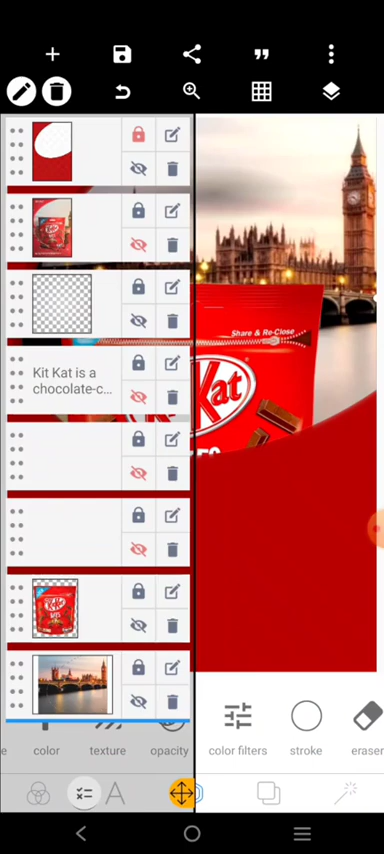 Kit Kat is a
chocolate-c...
Share & Re-Close
Kat
e
color
texture
opacity
color filters
stroke
eraser